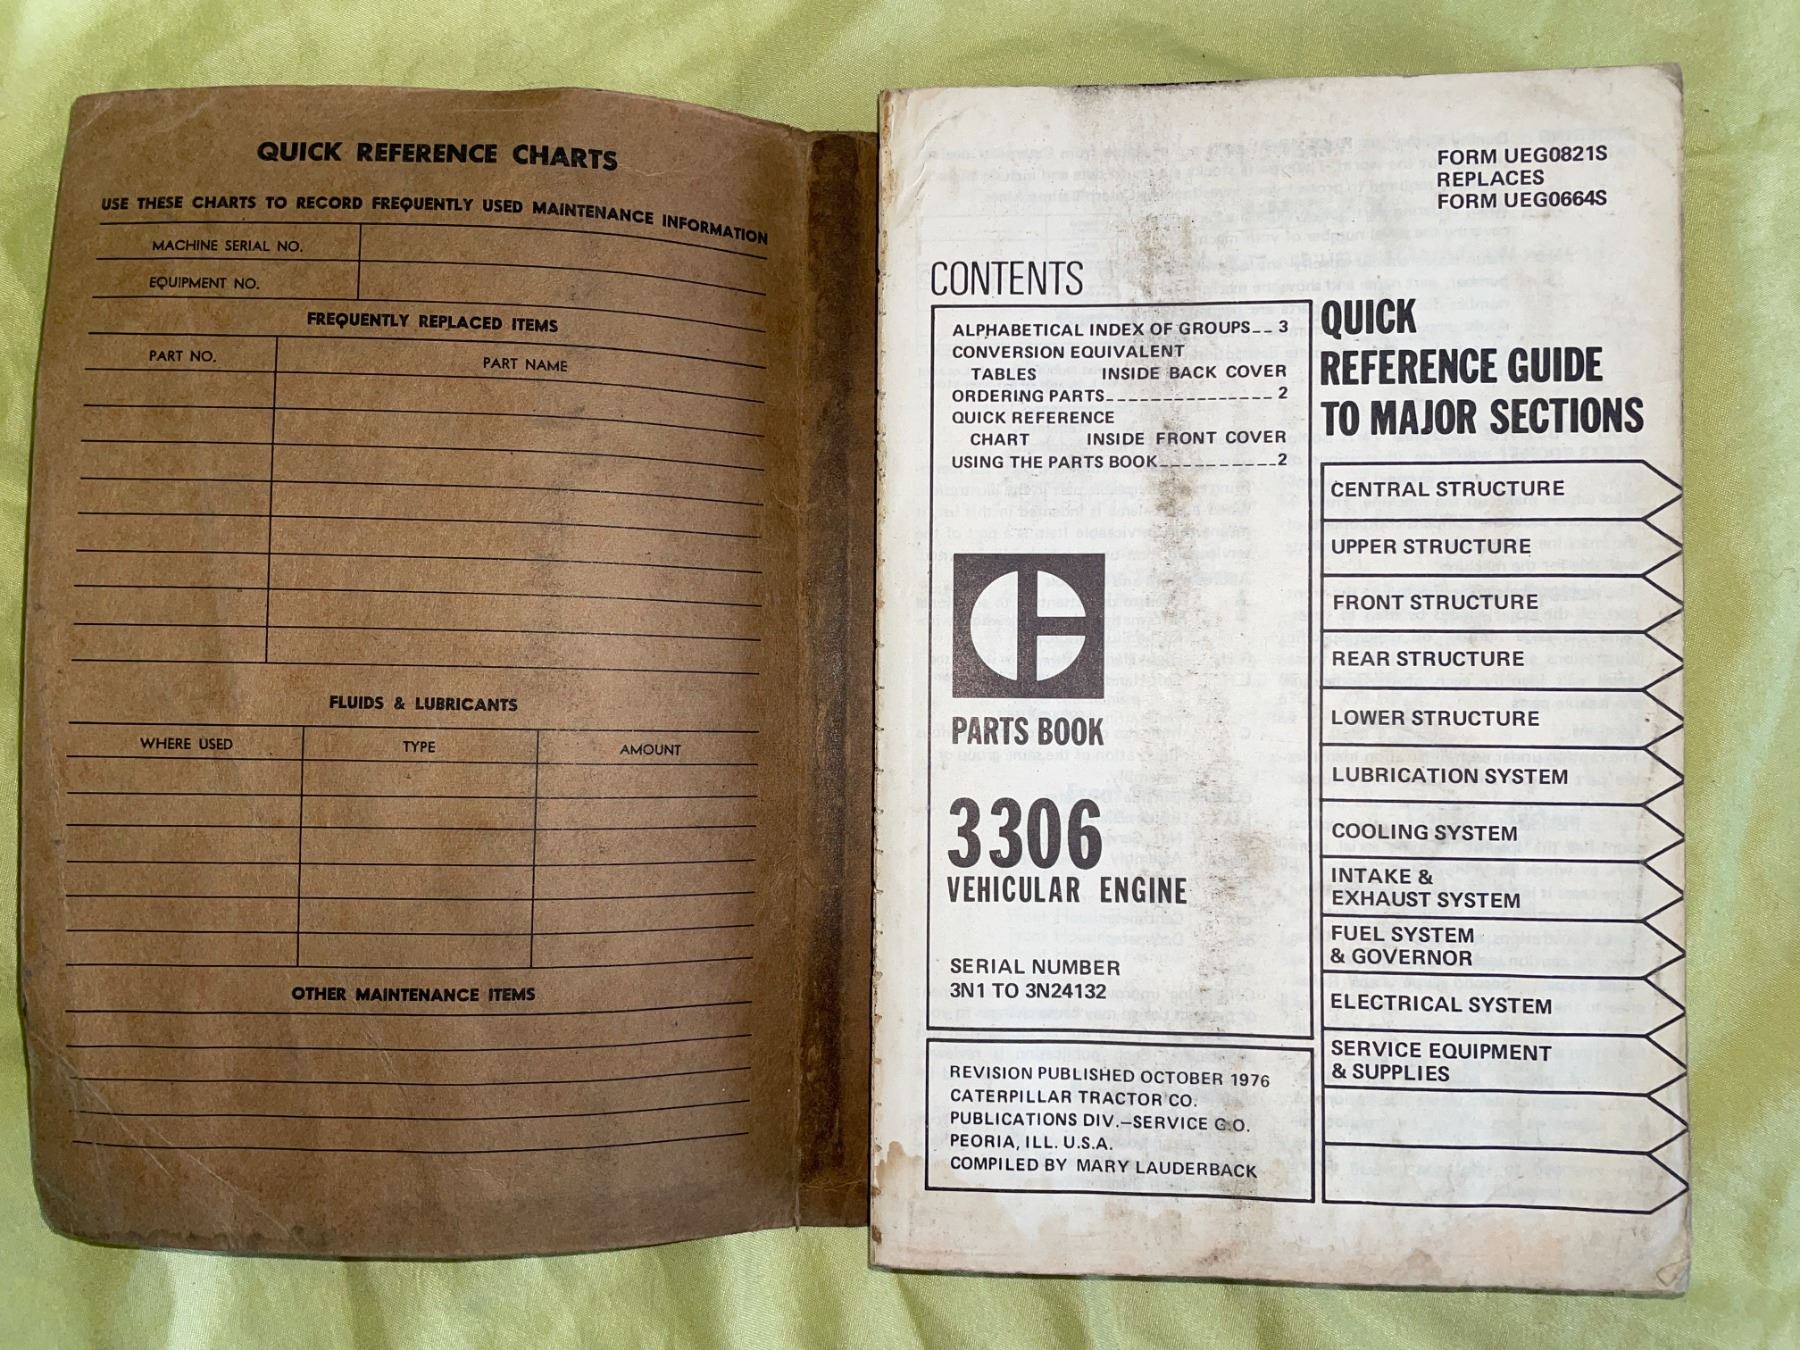 QUICK REFERENCE CHARTS
USE THESE CHARTS TO RECORD FREQUENTLY USED MAINTENANCE INFORMATION
MACHINE SERIAL NO.
EQUIPMENT NO.
FREQUENTLY REPLACED ITEMS
PART NO. PART NAME
FLUIDS & LUBRICANTS
WHERE USED TYPE AMOUNT
OTHER MAINTENANCE ITEMS
FORM UEG0821S
REPLACES
FORM UEG0664S
CONTENTS
ALPHABETICAL INDEX OF GROUPS__ 3
CONVERSION EQUIVALENT
TABLES INSIDE BACK COVER
ORDERING PARTS_______________ 2
QUICK REFERENCE
CHART INSIDE FRONT COVER
USING THE PARTS BOOK__________2
PARTS BOOK
3306
VEHICULAR ENGINE
SERIAL NUMBER
3N1 TO 3N24132
REVISION PUBLISHED OCTOBER 1976
CATERPILLAR TRACTOR CO.
PUBLICATIONS DIV.—SERVICE G.O.
PEORIA, ILL. U.S.A.
COMPILED BY MARY LAUDERBACK
QUICK
REFERENCE GUIDE
TO MAJOR SECTIONS
CENTRAL STRUCTURE
UPPER STRUCTURE
FRONT STRUCTURE
REAR STRUCTURE
LOWER STRUCTURE
LUBRICATION SYSTEM
COOLING SYSTEM
INTAKE &
EXHAUST SYSTEM
FUEL SYSTEM
& GOVERNOR
ELECTRICAL SYSTEM
SERVICE EQUIPMENT
& SUPPLIES